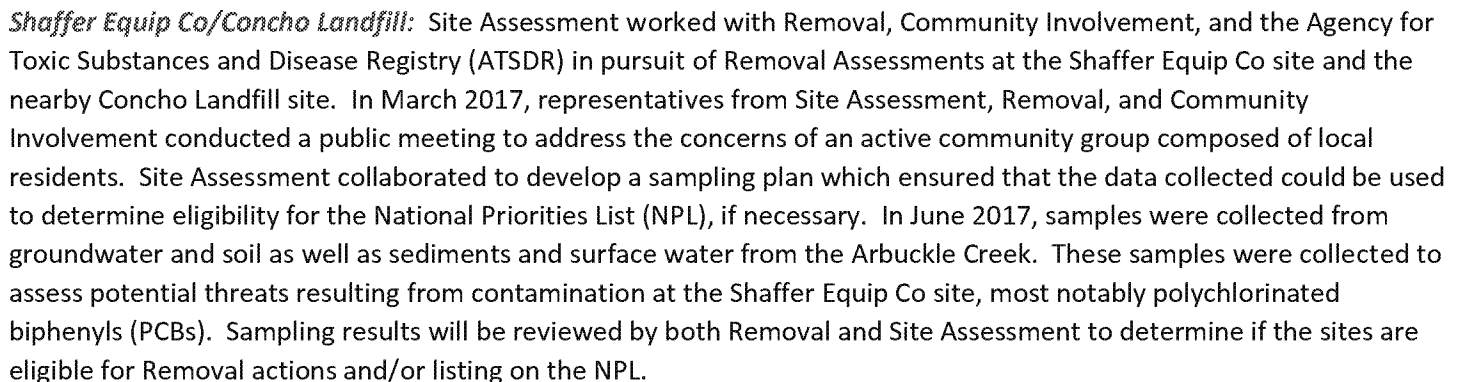 Shaffer Equip Co/Concho Landfill:  Site Assessment worked with Removal, Community Involvement, and the Agency for
Toxic Substances and Disease Registry (ATSDR) in pursuit of Removal Assessments at the Shaffer Equip Co site and the
nearby Concho Landfill site.  In March 2017, representatives from Site Assessment, Removal, and Community
Involvement conducted a public meeting to address the concerns of an active community group composed of local
residents.  Site Assessment collaborated to develop a sampling plan which ensured that the data collected could be used
to determine eligibility for the National Priorities List (NPL), if necessary.  In June 2017, samples were collected from
groundwater and soil as well as sediments and surface water from the Arbuckle Creek.  These samples were collected to
assess potential threats resulting from contamination at the Shaffer Equip Co site, most notably polychlorinated
biphenyls (PCBs).  Sampling results will be reviewed by both Removal and Site Assessment to determine if the sites are
eligible for Removal actions and/or listing on the NPL.